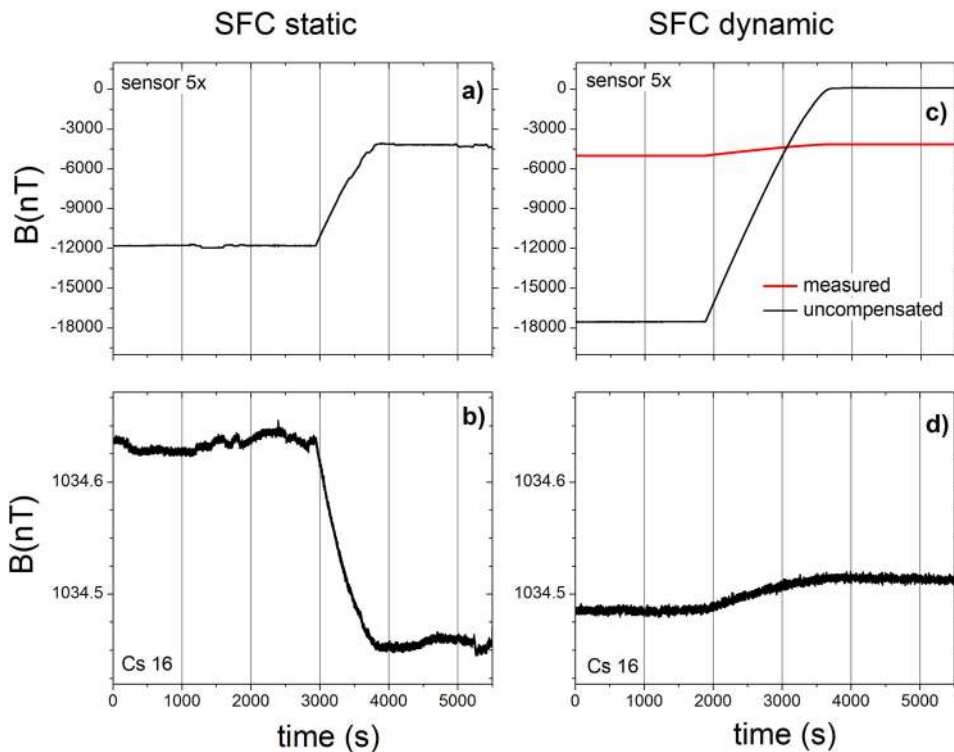 SFC static
SFC dynamic
sensor 5x
a)
0
-3000
-6000
-9000
-12000
-15000
-18000
B(nT)
sensor 5x
c)
0
-3000
-6000
-9000
-12000
-15000
-18000
measured
uncompensated
b)
1034.6
1034.5
B(nT)
Cs 16
0 1000 2000 3000 4000 5000
time (s)
d)
1034.6
1034.5
Cs 16
0 1000 2000 3000 4000 5000
time (s)